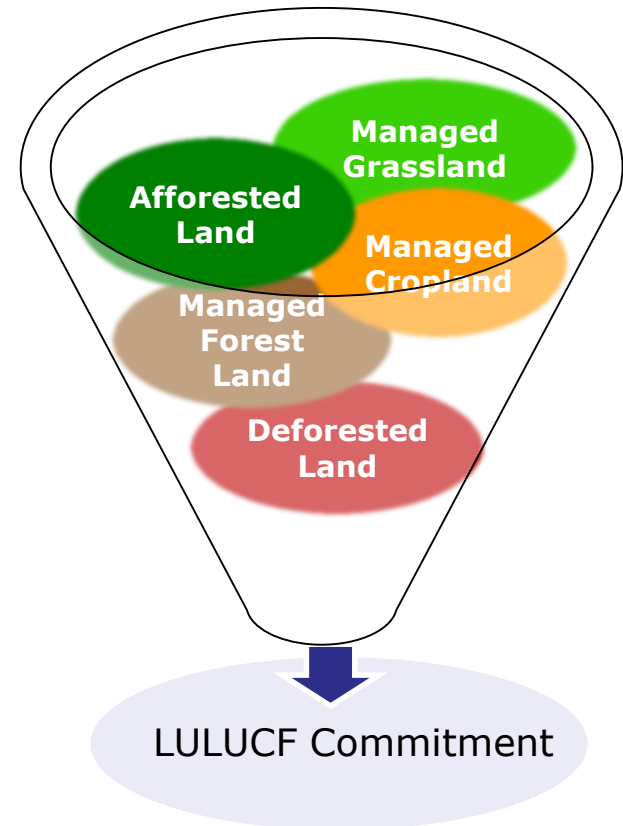 Managed
Grassland
Afforested
Land
Managed
Cropland
Managed
Forest
Land
Deforested
Land
LULUCF Commitment